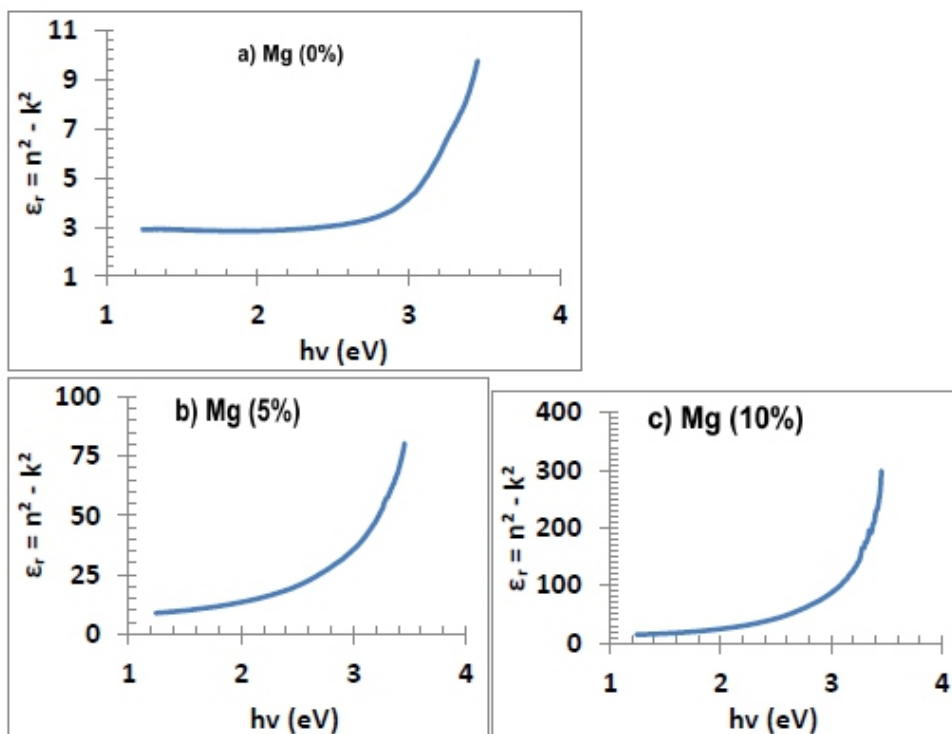 a) Mg (0%)
εr = n² - k²
11
9
7
5
3
1
1 2 3 4
hν (eV)
b) Mg (5%)
εr = n² - k²
100
75
50
25
0
1 2 3 4
hν (eV)
c) Mg (10%)
εr = n² - k²
400
300
200
100
0
1 2 3 4
hν (eV)